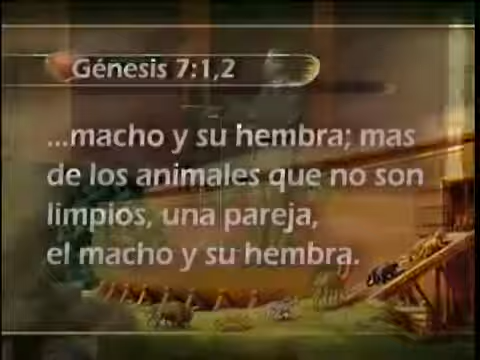 Génesis 7:1,2
...macho y su hembra; mas
de los animales que no son
limpios, una pareja,
el macho y su hembra.